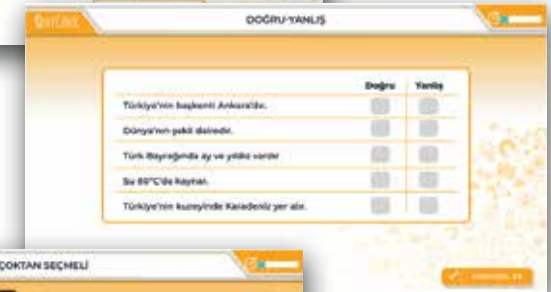 DOĞRU-YANLIŞ
Doğru Yanlış
Türkiye'nin başkenti Ankara'dır.
Dünya'nın şekli dairedir.
Türk Bayrağında ay ve yıldız vardır
Su 80°C'de kaynar.
Türkiye'nin kuzeyinde Karadeniz yer alır.
ÇOKTAN SEÇMELİ